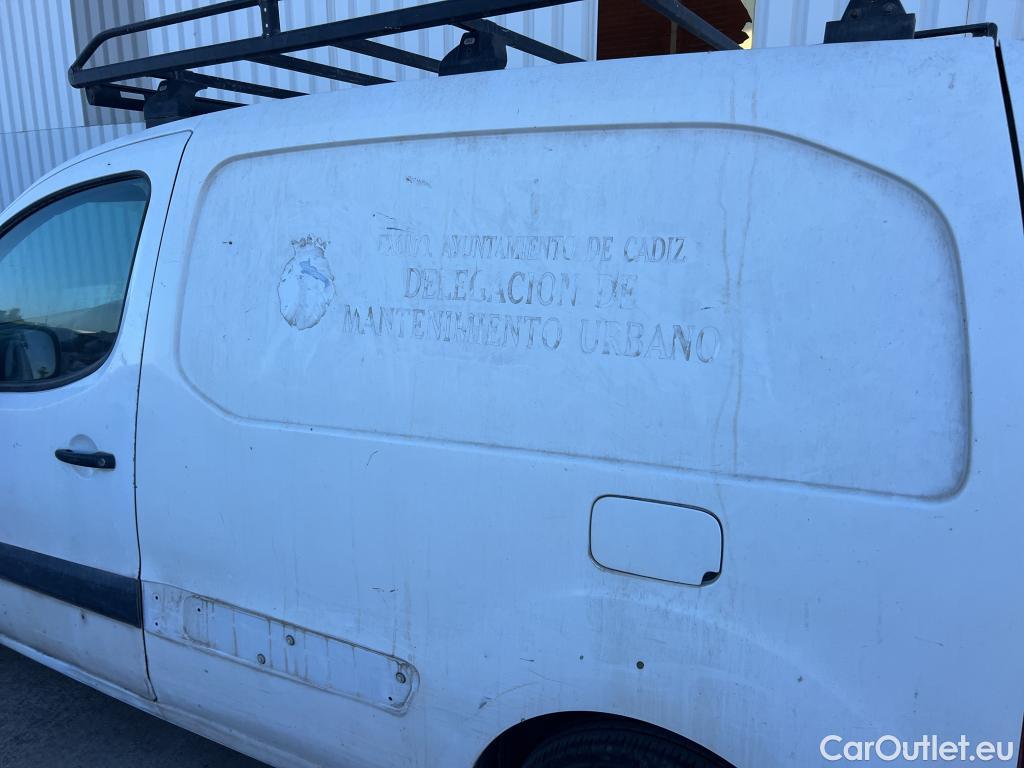 EXCMO. AYUNTAMIENTO DE CADIZ
DELEGACION DE
MANTENIMIENTO URBANO
CarOutlet.eu